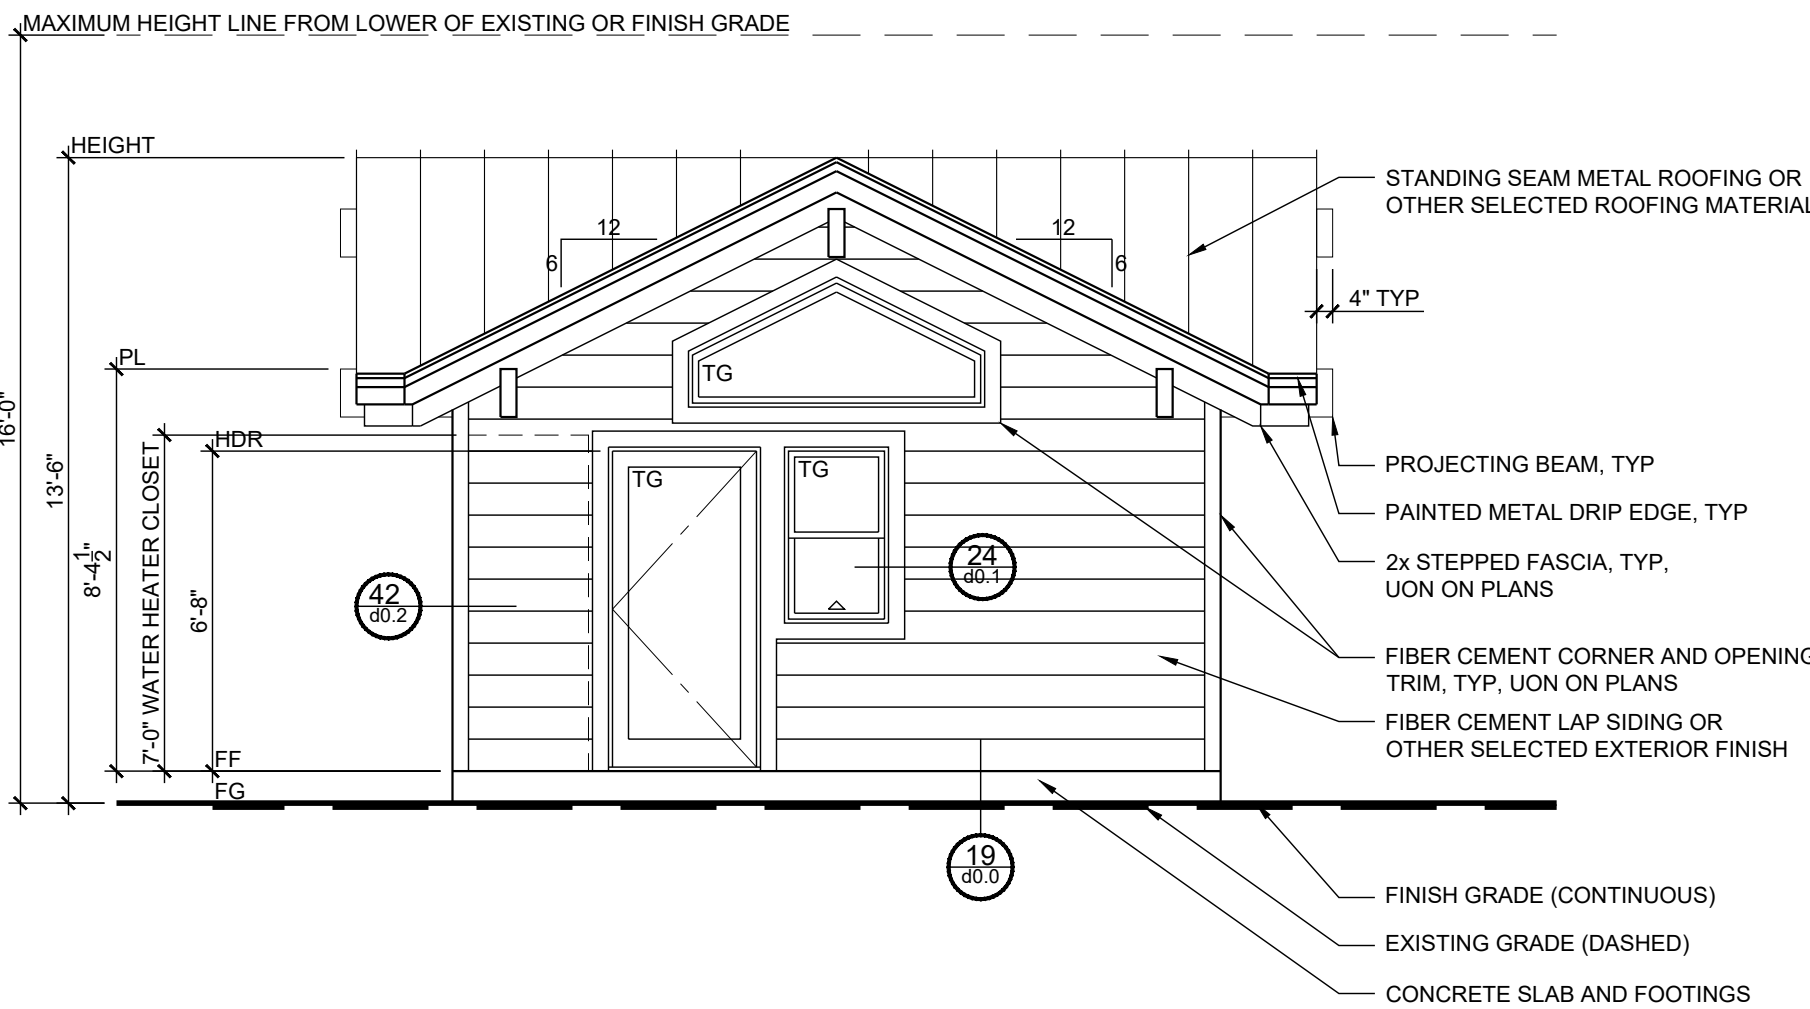 MAXIMUM HEIGHT LINE FROM LOWER OF EXISTING OR FINISH GRADE
HEIGHT
STANDING SEAM METAL ROOFING OR
OTHER SELECTED ROOFING MATERIAL
12
6
12
6
4" TYP
PL
TG
16'-0"
13'-6"
8'-4 1/2"
7'-0" WATER HEATER CLOSET
6'-8"
HDR
TG
TG
PROJECTING BEAM, TYP
PAINTED METAL DRIP EDGE, TYP
2x STEPPED FASCIA, TYP,
UON ON PLANS
24
d0.1
42
d0.2
FIBER CEMENT CORNER AND OPENING
TRIM, TYP, UON ON PLANS
FIBER CEMENT LAP SIDING OR
OTHER SELECTED EXTERIOR FINISH
FF
FG
19
d0.0
FINISH GRADE (CONTINUOUS)
EXISTING GRADE (DASHED)
CONCRETE SLAB AND FOOTINGS